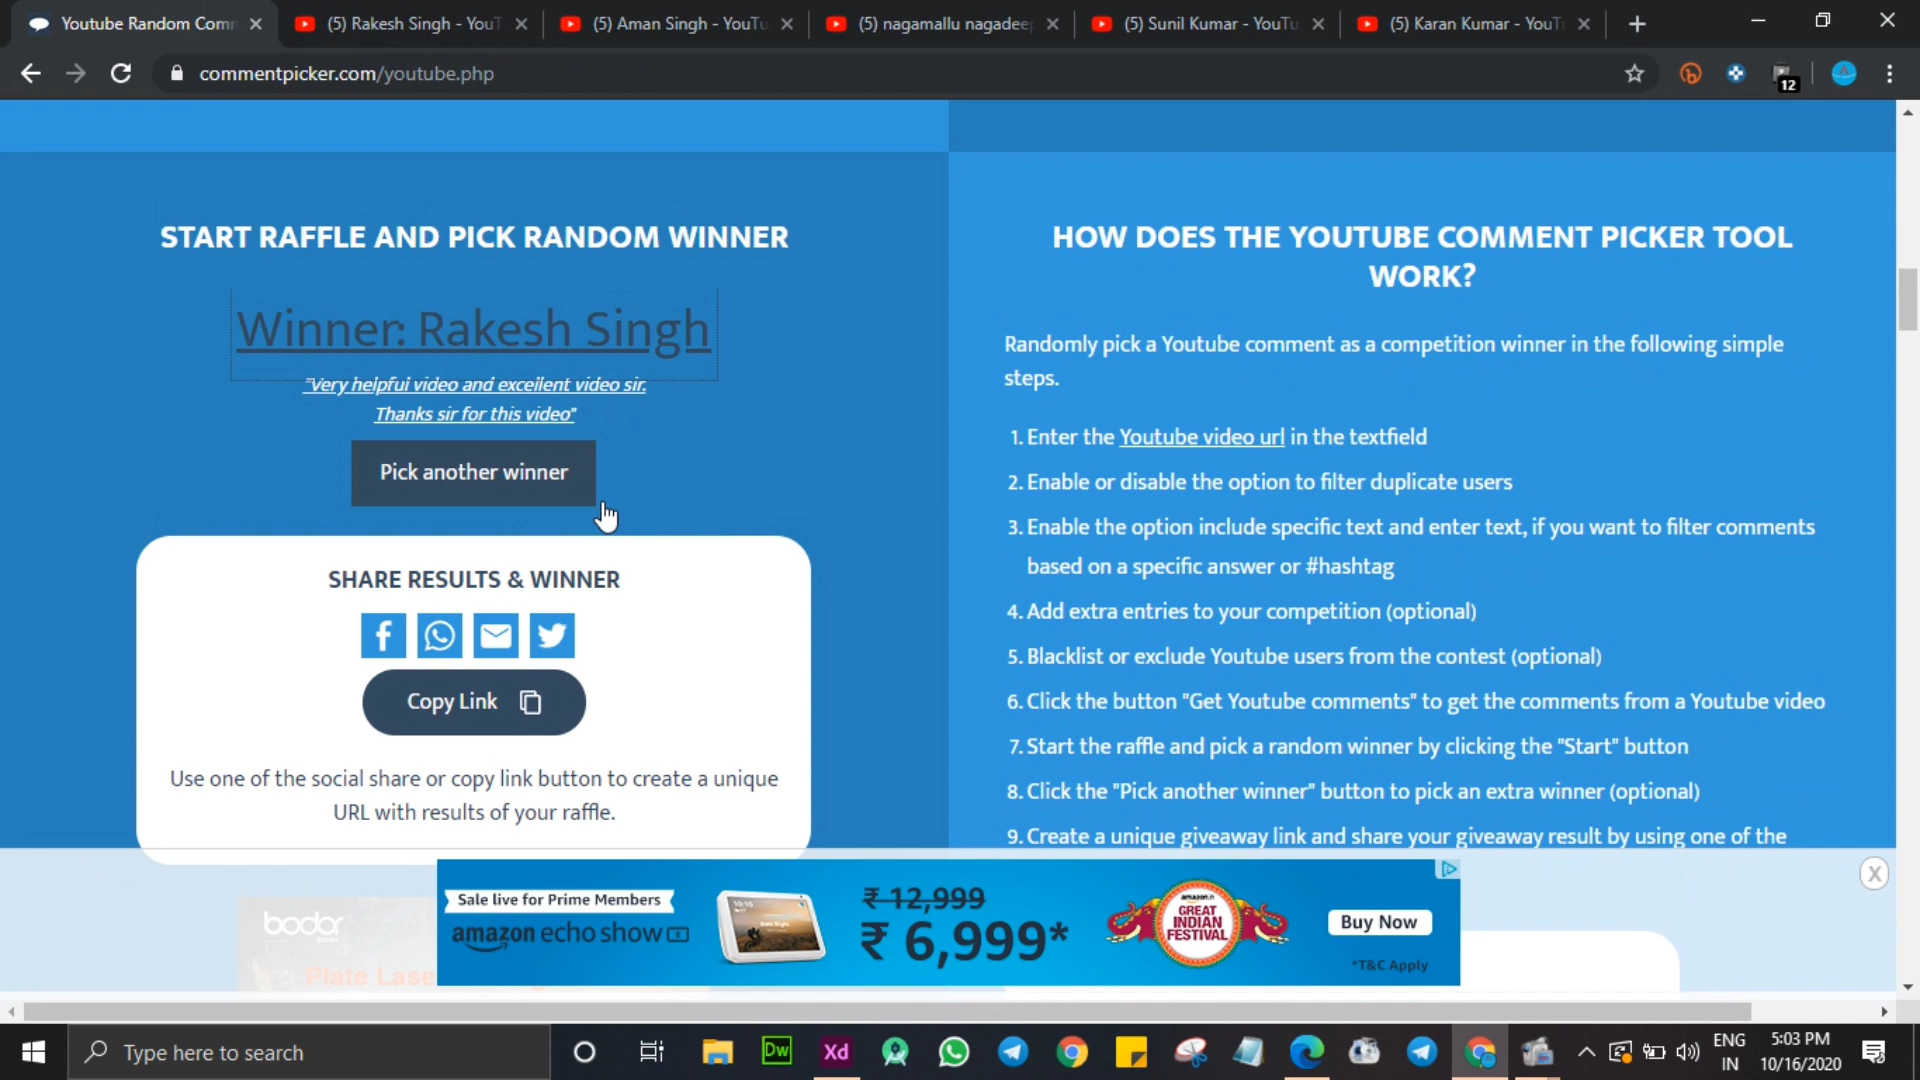 Youtube Random Com
(5) Rakesh Singh - YouT
(5) Aman Singh - YouTu
(5) nagamallu nagadee
(5) Sunil Kumar - YouTu
(5) Karan Kumar - YouT
commentpicker.com/youtube.php
12
START RAFFLE AND PICK RANDOM WINNER
Winner: Rakesh Singh
"Very helpful video and excellent video sir.
Thanks sir for this video"
Pick another winner
SHARE RESULTS & WINNER
Copy Link
Use one of the social share or copy link button to create a unique
URL with results of your raffle.
HOW DOES THE YOUTUBE COMMENT PICKER TOOL
WORK?
Randomly pick a Youtube comment as a competition winner in the following simple
steps.
1. Enter the Youtube video url in the textfield
2. Enable or disable the option to filter duplicate users
3. Enable the option include specific text and enter text, if you want to filter comments
based on a specific answer or #hashtag
4. Add extra entries to your competition (optional)
5. Blacklist or exclude Youtube users from the contest (optional)
6. Click the button "Get Youtube comments" to get the comments from a Youtube video
7. Start the raffle and pick a random winner by clicking the "Start" button
8. Click the "Pick another winner" button to pick an extra winner (optional)
9. Create a unique giveaway link and share your giveaway result by using one of the
X
bodor
Plate Lase
Sale live for Prime Members
amazon echo show 5
10:10
₹ 12,999
₹ 6,999*
amazon.in
GREAT
INDIAN
FESTIVAL
Buy Now
*T&C Apply
Type here to search
Dw
Xd
ENG
IN
5:03 PM
10/16/2020